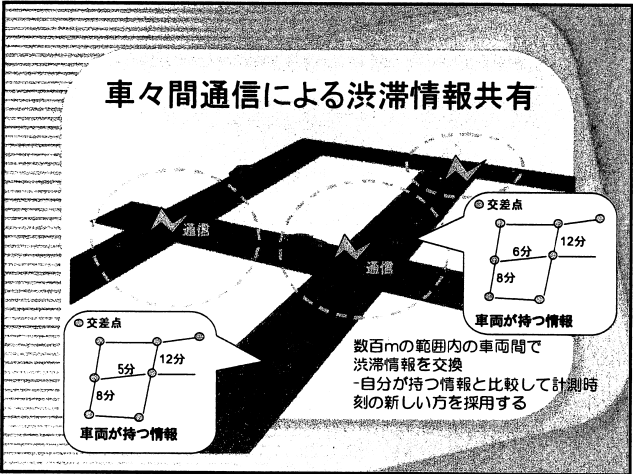 車々間通信による渋滞情報共有
通信
通信
交差点
6分
12分
8分
車両が持つ情報
交差点
5分
12分
8分
車両が持つ情報
数百mの範囲内の車両間で
渋滞情報を交換
-自分が持つ情報と比較して計測時
刻の新しい方を採用する